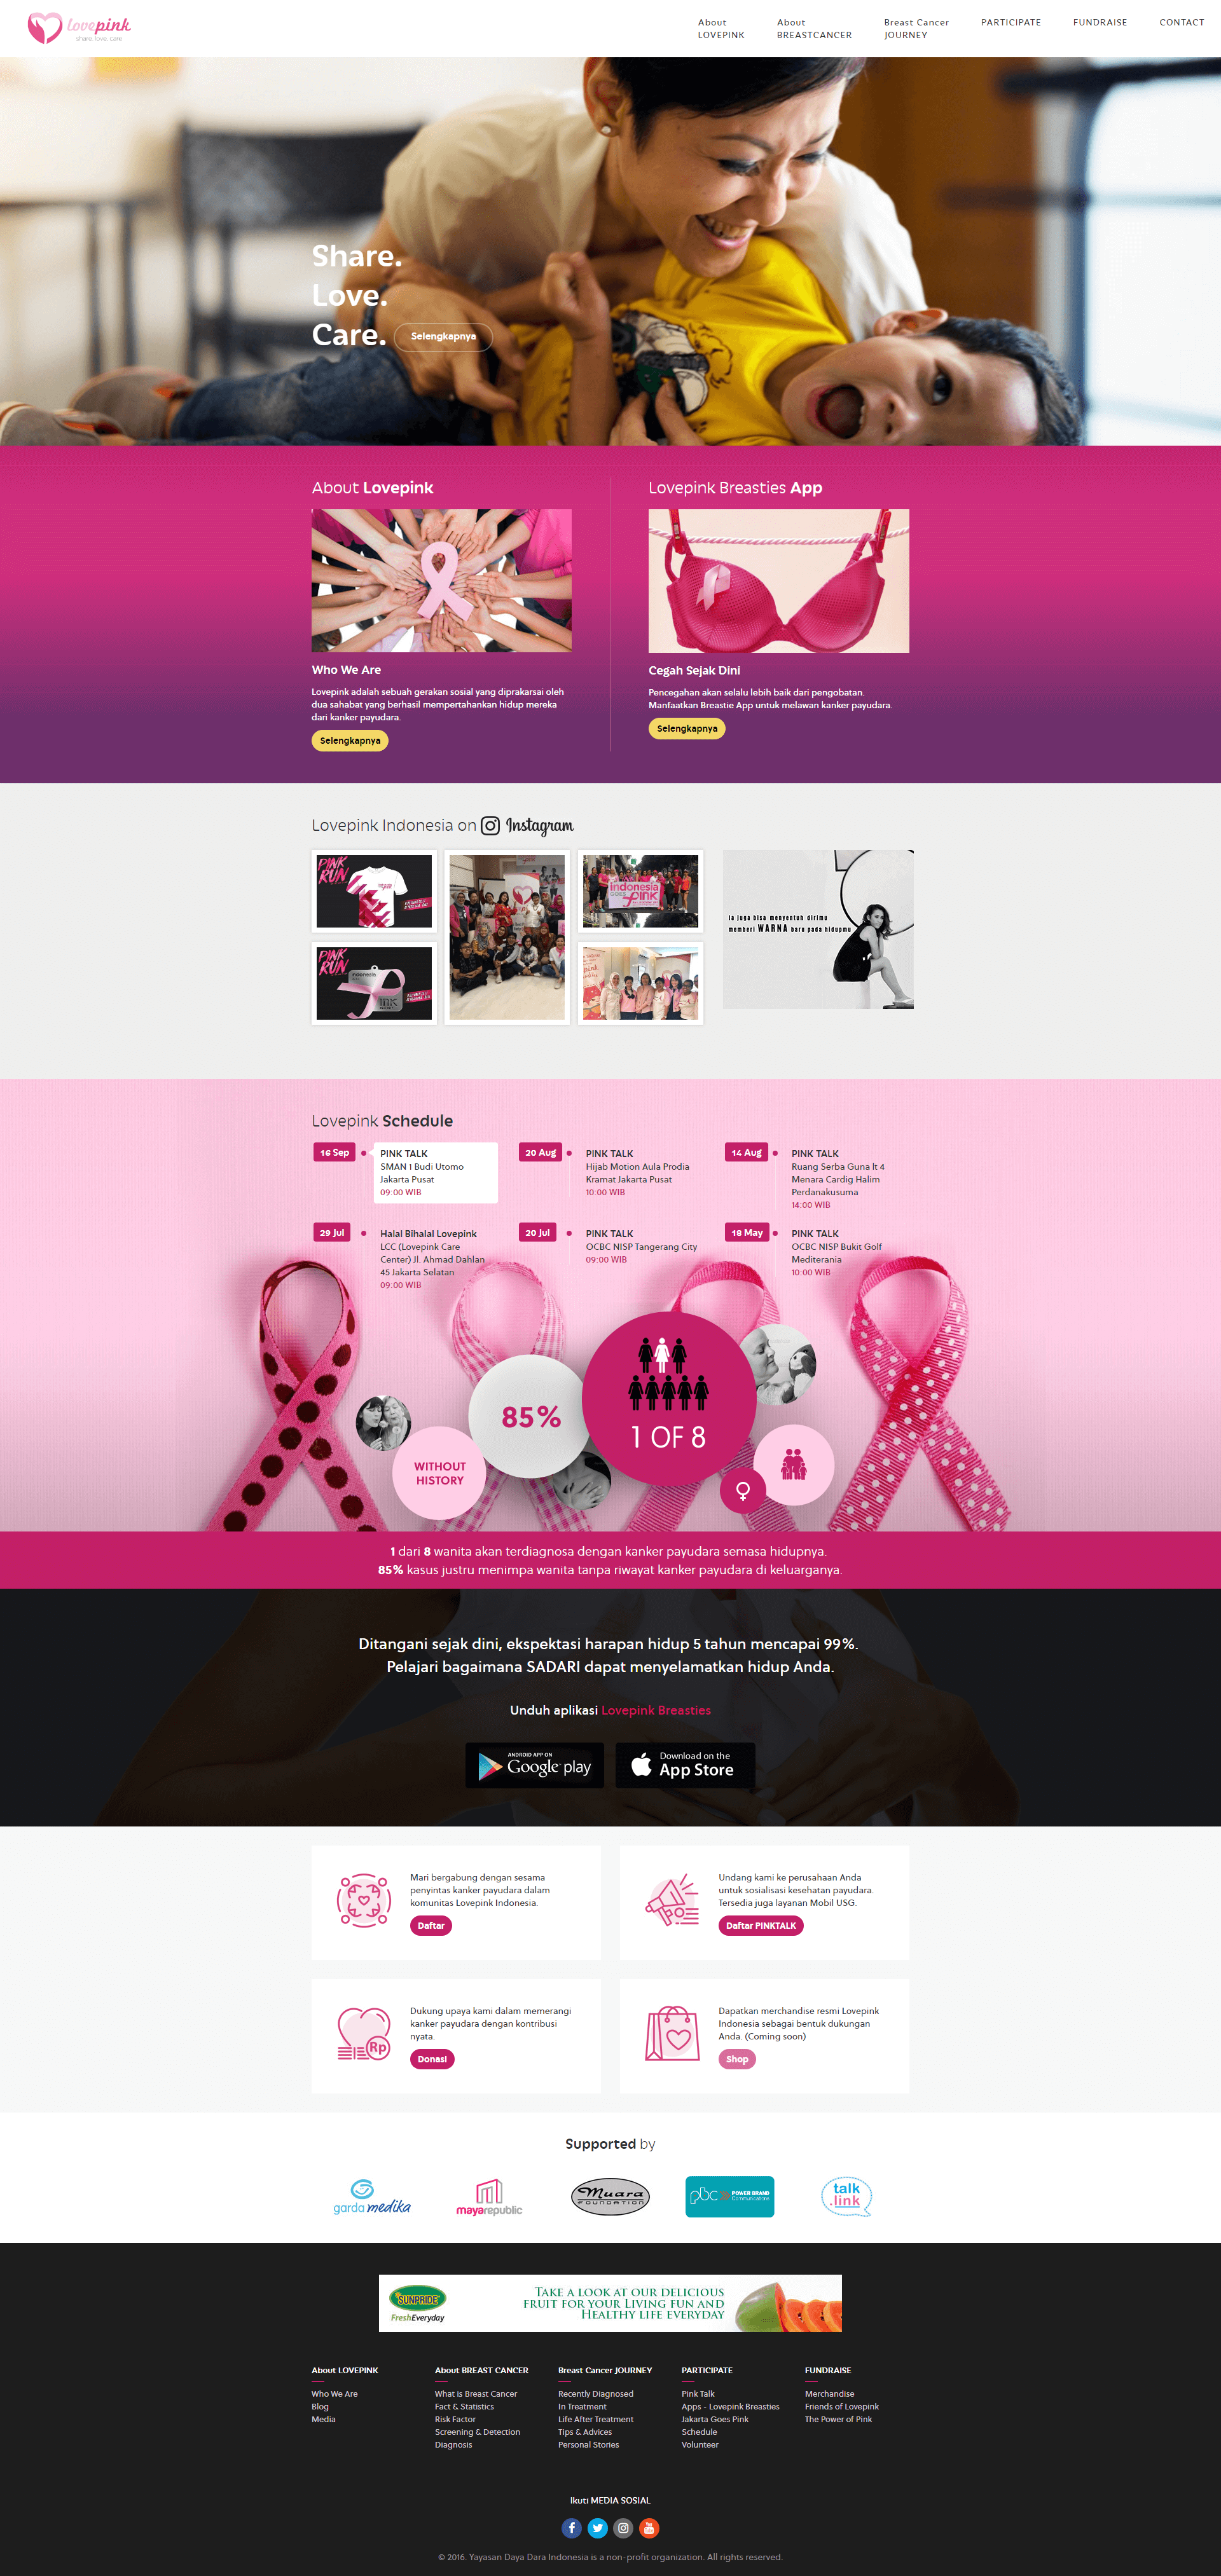 lovepink
share. love. care
About
LOVEPINK
About
BREASTCANCER
Breast Cancer
JOURNEY
PARTICIPATE
FUNDRAISE
CONTACT
Share.
Love.
Care.
Selengkapnya
About Lovepink
Who We Are
Lovepink adalah sebuah gerakan sosial yang diprakarsai oleh
dua sahabat yang berhasil mempertahankan hidup mereka
dari kanker payudara.
Selengkapnya
Lovepink Breasties App
Cegah Sejak Dini
Pencegahan akan selalu lebih baik dari pengobatan.
Manfaatkan Breastie App untuk melawan kanker payudara.
Selengkapnya
Lovepink Indonesia on Instagram
PINK
RUN
indonesia
GOES
pink
PINK
RUN
indonesia
Ia juga bisa menyentuh dirimu
memberi WARNA baru pada hidupmu
Lovepink Schedule
16 Sep
PINK TALK
SMAN 1 Budi Utomo
Jakarta Pusat
09:00 WIB
20 Aug
PINK TALK
Hijab Motion Aula Prodia
Kramat Jakarta Pusat
10:00 WIB
14 Aug
PINK TALK
Ruang Serba Guna lt 4
Menara Cardig Halim
Perdanakusuma
14:00 WIB
29 Jul
Halal Bihalal Lovepink
LCC (Lovepink Care
Center) Jl. Ahmad Dahlan
45 Jakarta Selatan
09:00 WIB
20 Jul
PINK TALK
OCBC NISP Tangerang City
09:00 WIB
18 May
PINK TALK
OCBC NISP Bukit Golf
Mediterania
10:00 WIB
85%
1 OF 8
WITHOUT
HISTORY
1 dari 8 wanita akan terdiagnosa dengan kanker payudara semasa hidupnya.
85% kasus justru menimpa wanita tanpa riwayat kanker payudara di keluarganya.
Ditangani sejak dini, ekspektasi harapan hidup 5 tahun mencapai 99%.
Pelajari bagaimana SADARI dapat menyelamatkan hidup Anda.
Unduh aplikasi Lovepink Breasties
ANDROID APP ON
Google play
Download on the
App Store
Mari bergabung dengan sesama
penyintas kanker payudara dalam
komunitas Lovepink Indonesia.
Daftar
Undang kami ke perusahaan Anda
untuk sosialisasi kesehatan payudara.
Tersedia juga layanan Mobil USG.
Daftar PINKTALK
Rp
Dukung upaya kami dalam memerangi
kanker payudara dengan kontribusi
nyata.
Donasi
Dapatkan merchandise resmi Lovepink
Indonesia sebagai bentuk dukungan
Anda. (Coming soon)
Shop
Supported by
garda medika
mayarepublic
Muara
FOUNDATION
pbc POWER BRAND
Communications
talk
.link
SUNPRIDE
FreshEveryday
TAKE A LOOK AT OUR DELICIOUS
FRUIT FOR YOUR LIVING FUN AND
HEALTHY LIFE EVERYDAY
About LOVEPINK
Who We Are
Blog
Media
About BREAST CANCER
What is Breast Cancer
Fact & Statistics
Risk Factor
Screening & Detection
Diagnosis
Breast Cancer JOURNEY
Recently Diagnosed
In Treatment
Life After Treatment
Tips & Advices
Personal Stories
PARTICIPATE
Pink Talk
Apps - Lovepink Breasties
Jakarta Goes Pink
Schedule
Volunteer
FUNDRAISE
Merchandise
Friends of Lovepink
The Power of Pink
Ikuti MEDIA SOSIAL
© 2016. Yayasan Daya Dara Indonesia is a non-profit organization. All rights reserved.